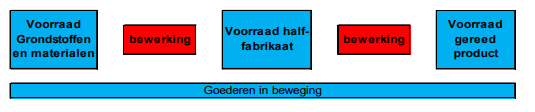 Voorraad
Grondstoffen
en materialen
bewerking
Voorraad half-
fabrikaat
bewerking
Voorraad
gereed
product
Goederen in beweging